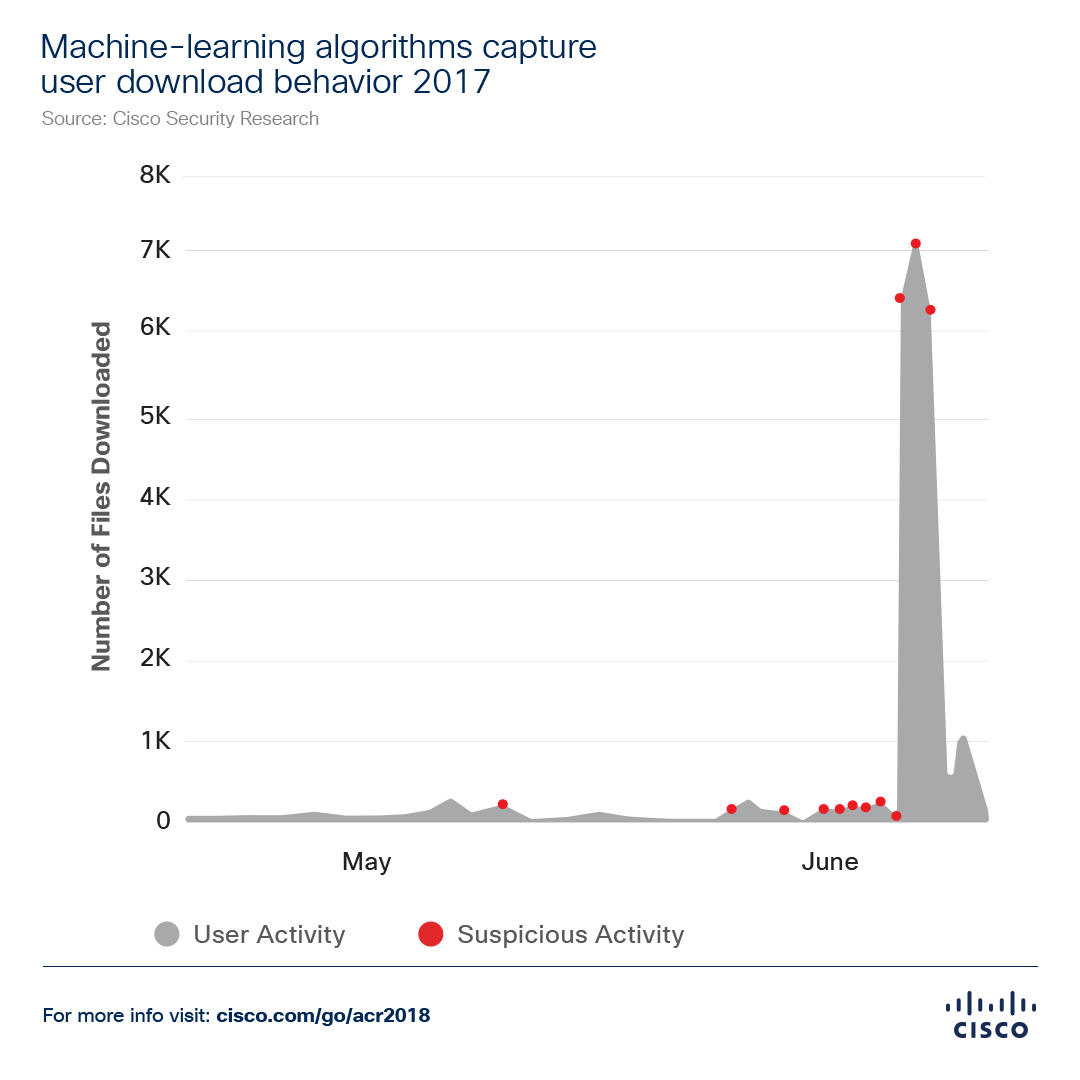 Machine-learning algorithms capture
user download behavior 2017
Source: Cisco Security Research
8K
7K
6K
5K
4K
3K
2K
1K
0
Number of Files Downloaded
May
June
User Activity
Suspicious Activity
For more info visit: cisco.com/go/acr2018
CISCO